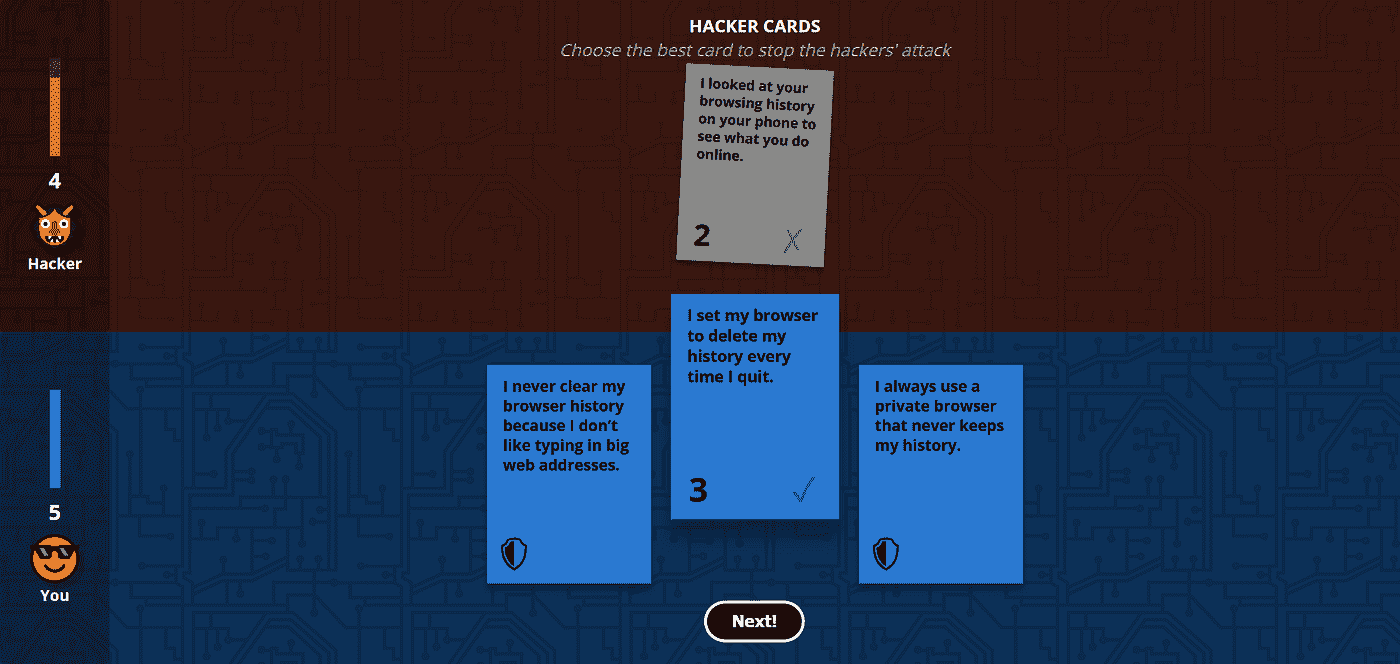 HACKER CARDS
Choose the best card to stop the hackers' attack
I looked at your
browsing history
on your phone to
see what you do
online.
2
X
4
Hacker
I set my browser
to delete my
history every
time I quit.
3
✓
I never clear my
browser history
because I don't
like typing in big
web addresses.
I always use a
private browser
that never keeps
my history.
5
You
Next!